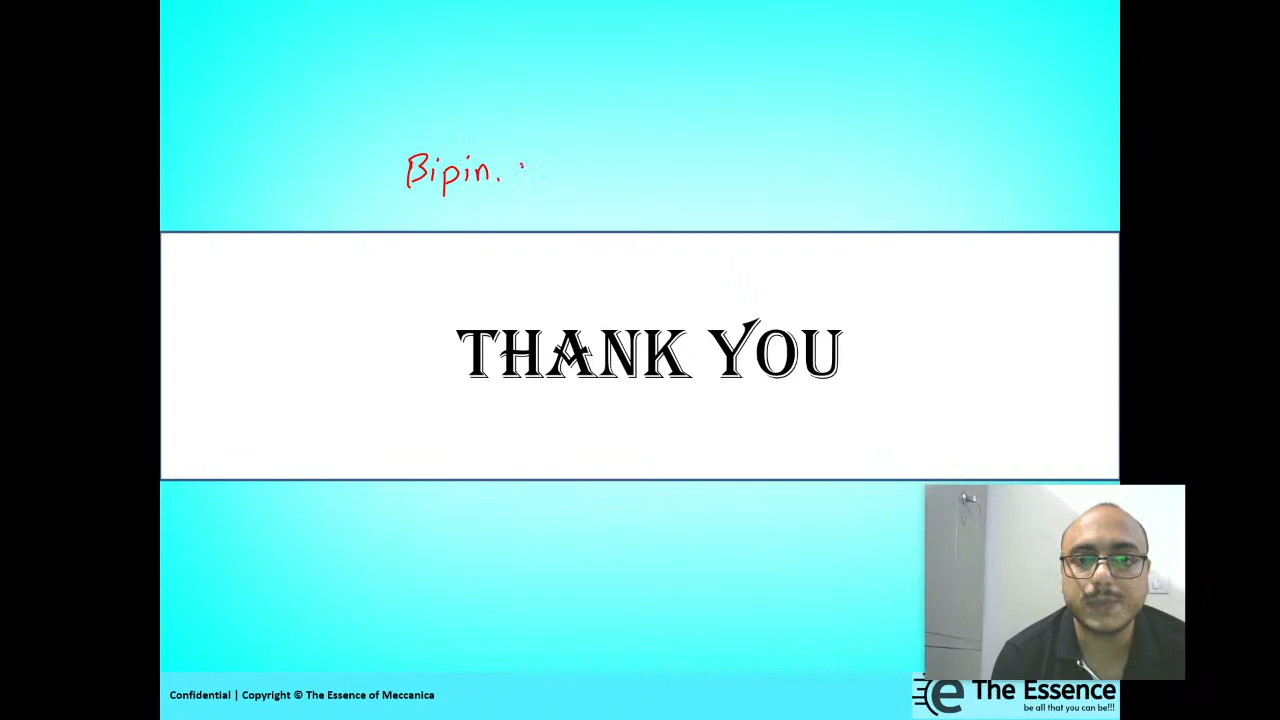 Bipin.
THANK YOU
Confidential | Copyright © The Essence of Meccanica
The Essence
be all that you can be!!!